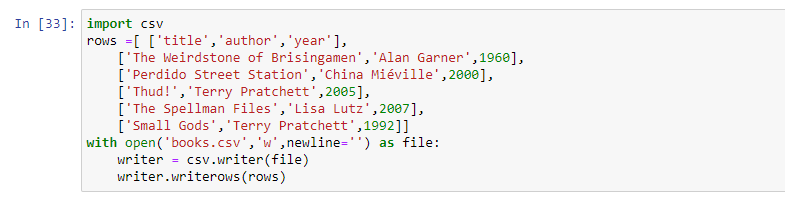 In [33]: import csv
rows =[ ['title','author','year'],
    ['The Weirdstone of Brisingamen','Alan Garner',1960],
    ['Perdido Street Station','China Miéville',2000],
    ['Thud!','Terry Pratchett',2005],
    ['The Spellman Files','Lisa Lutz',2007],
    ['Small Gods','Terry Pratchett',1992]]
with open('books.csv','w',newline='') as file:
    writer = csv.writer(file)
    writer.writerows(rows)